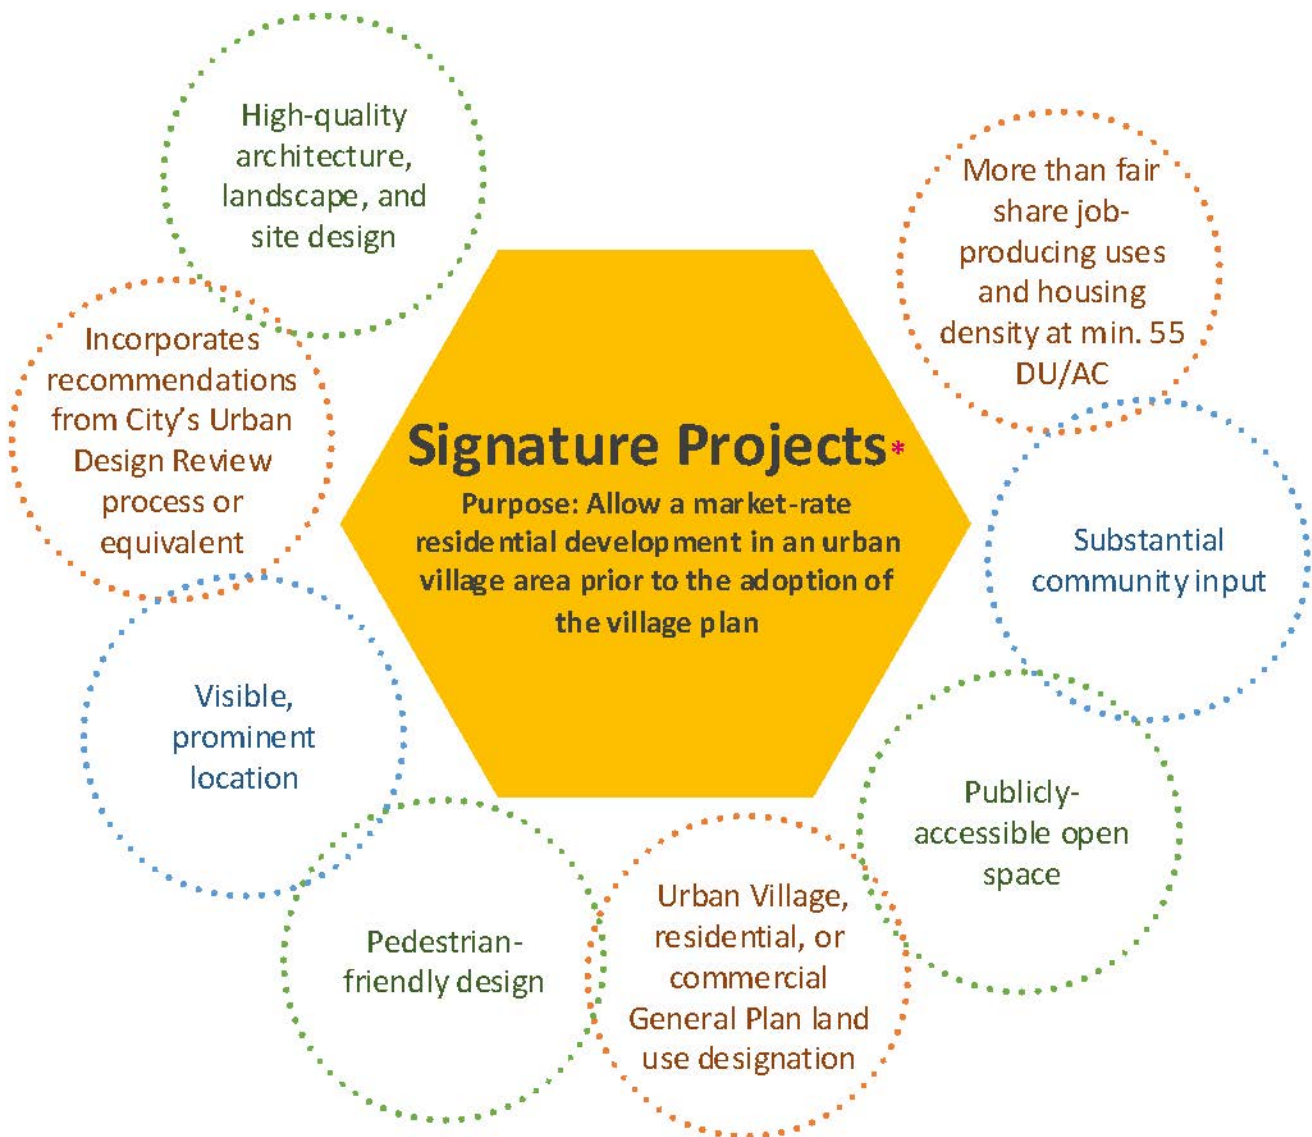 High-quality
architecture,
landscape, and
site design
More than fair
share job-
producing uses
and housing
density at min. 55
DU/AC
Incorporates
recommendations
from City’s Urban
Design Review
process or
equivalent
Signature Projects*
Purpose: Allow a market-rate
residential development in an urban
village area prior to the adoption of
the village plan
Substantial
community input
Visible,
prominent
location
Publicly-
accessible open
space
Pedestrian-
friendly design
Urban Village,
residential, or
commercial
General Plan land
use designation